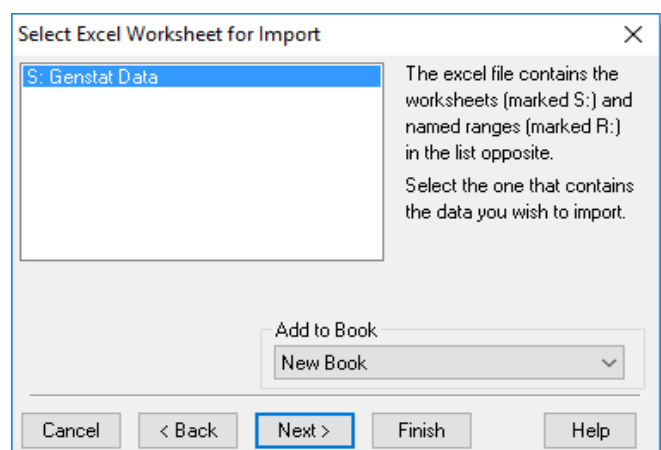 Select Excel Worksheet for Import
S: Genstat Data
The excel file contains the
worksheets (marked S:) and
named ranges (marked R:)
in the list opposite.
Select the one that contains
the data you wish to import.
Add to Book
New Book
Cancel
< Back
Next >
Finish
Help